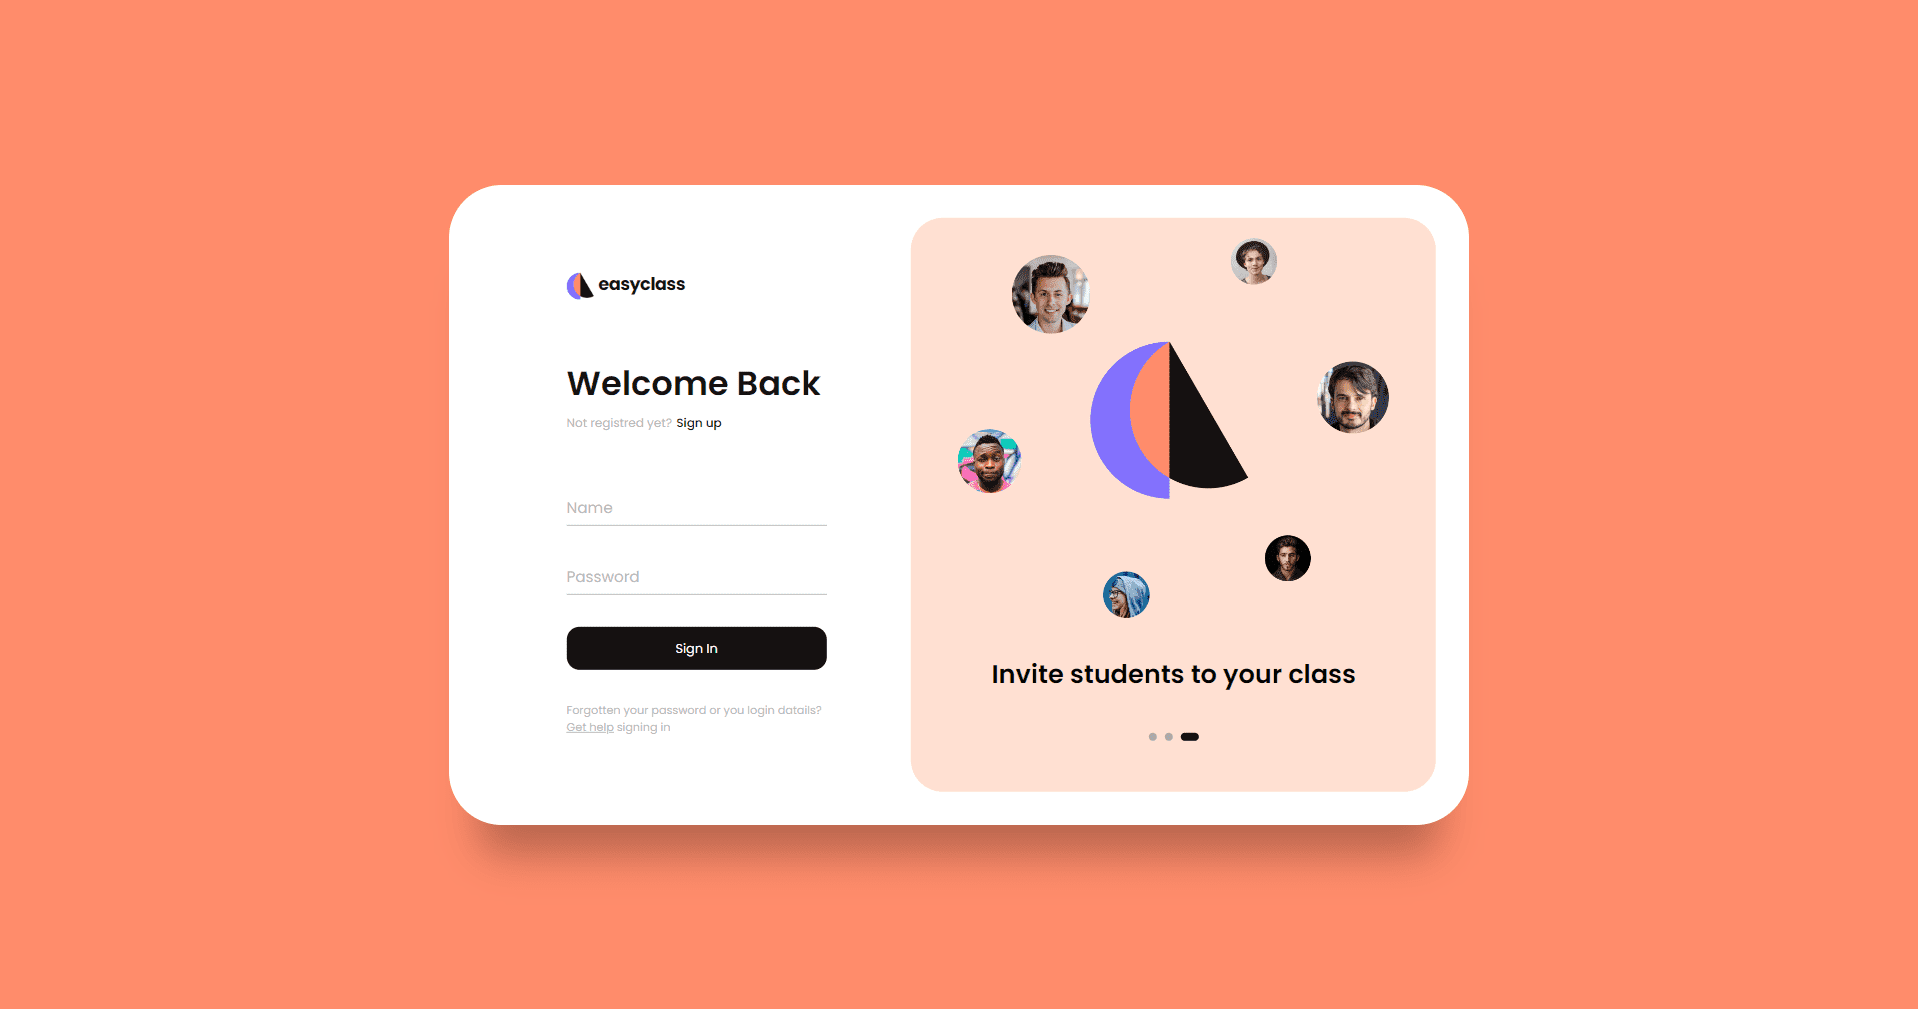 easyclass
Welcome Back
Not registred yet? Sign up
Name
Password
Sign In
Forgotten your password or you login datails?
Get help signing in
Invite students to your class